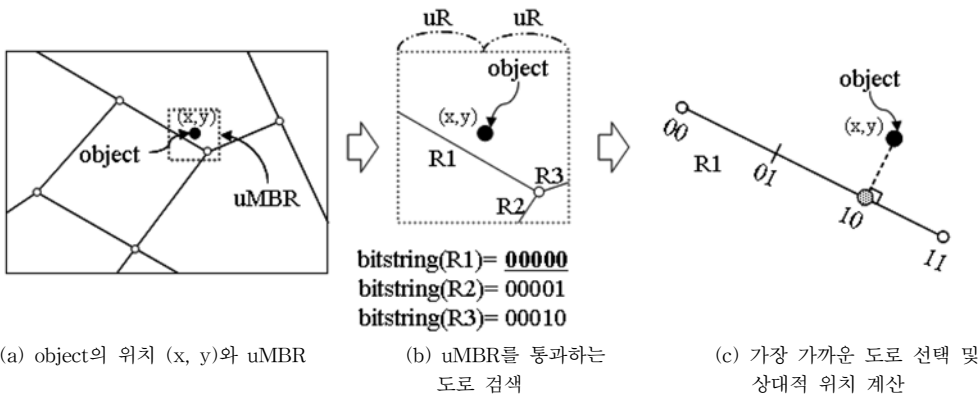 (x,y)
object
uMBR
(a) object의 위치 (x, y)와 uMBR
uR uR
object
(x,y)
R1
R3
R2
bitstring(R1)= 00000
bitstring(R2)= 00001
bitstring(R3)= 00010
(b) uMBR를 통과하는
도로 검색
object
(x,y)
00
R1
01
10
11
(c) 가장 가까운 도로 선택 및
상대적 위치 계산